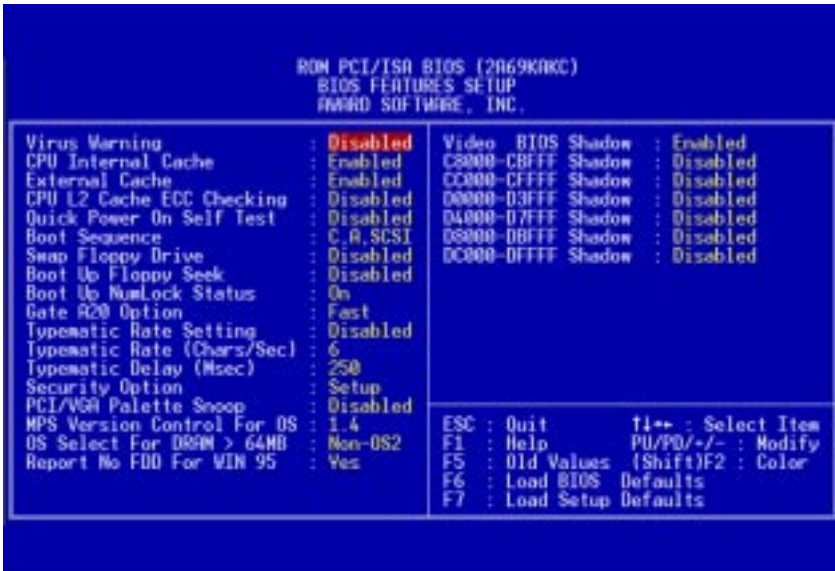 ROM PCI/ISA BIOS (2A69KAKC)
BIOS FEATURES SETUP
AWARD SOFTWARE, INC.
Virus Warning : Disabled
CPU Internal Cache : Enabled
External Cache : Enabled
CPU L2 Cache ECC Checking : Disabled
Quick Power On Self Test : Disabled
Boot Sequence : C,A,SCSI
Swap Floppy Drive : Disabled
Boot Up Floppy Seek : Disabled
Boot Up NumLock Status : On
Gate A20 Option : Fast
Typematic Rate Setting : Disabled
Typematic Rate (Chars/Sec) : 6
Typematic Delay (Msec) : 250
Security Option : Setup
PCI/VGA Palette Snoop : Disabled
MPS Version Control For OS : 1.4
OS Select For DRAM > 64MB : Non-OS2
Report No FDD For WIN 95 : Yes
Video BIOS Shadow : Enabled
C8000-CBFFF Shadow : Disabled
CC000-CFFFF Shadow : Disabled
D0000-D3FFF Shadow : Disabled
D4000-D7FFF Shadow : Disabled
D8000-DBFFF Shadow : Disabled
DC000-DFFFF Shadow : Disabled
ESC : Quit ↑↓→← : Select Item
F1 : Help PU/PD/+/- : Modify
F5 : Old Values (Shift)F2 : Color
F6 : Load BIOS Defaults
F7 : Load Setup Defaults